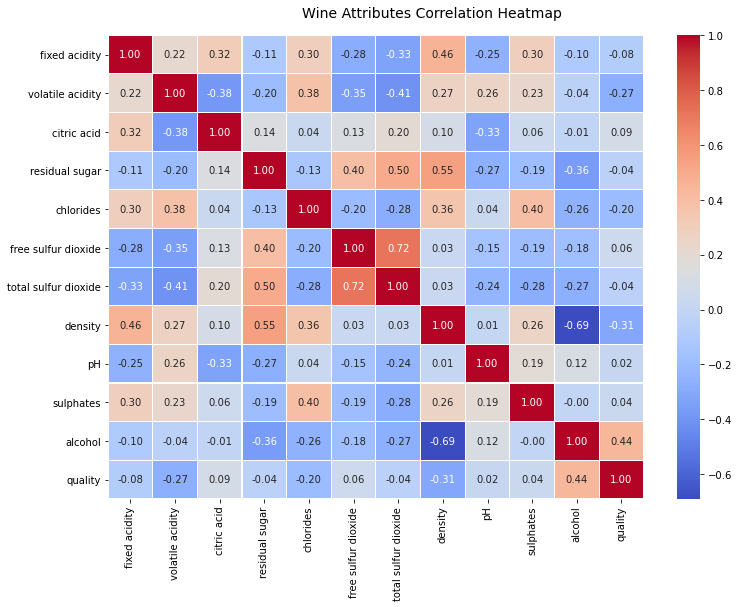 Wine Attributes Correlation Heatmap
fixed acidity 1.00 0.22 0.32 -0.11 0.30 -0.28 -0.33 0.46 -0.25 0.30 -0.10 -0.08
volatile acidity 0.22 1.00 -0.38 -0.20 0.38 -0.35 -0.41 0.27 0.26 0.23 -0.04 -0.27
citric acid 0.32 -0.38 1.00 0.14 0.04 0.13 0.20 0.10 -0.33 0.06 -0.01 0.09
residual sugar -0.11 -0.20 0.14 1.00 -0.13 0.40 0.50 0.55 -0.27 -0.19 -0.36 -0.04
chlorides 0.30 0.38 0.04 -0.13 1.00 -0.20 -0.28 0.36 0.04 0.40 -0.26 -0.20
free sulfur dioxide -0.28 -0.35 0.13 0.40 -0.20 1.00 0.72 0.03 -0.15 -0.19 -0.18 0.06
total sulfur dioxide -0.33 -0.41 0.20 0.50 -0.28 0.72 1.00 0.03 -0.24 -0.28 -0.27 -0.04
density 0.46 0.27 0.10 0.55 0.36 0.03 0.03 1.00 0.01 0.26 -0.69 -0.31
pH -0.25 0.26 -0.33 -0.27 0.04 -0.15 -0.24 0.01 1.00 0.19 0.12 0.02
sulphates 0.30 0.23 0.06 -0.19 0.40 -0.19 -0.28 0.26 0.19 1.00 -0.00 0.04
alcohol -0.10 -0.04 -0.01 -0.36 -0.26 -0.18 -0.27 -0.69 0.12 -0.00 1.00 0.44
quality -0.08 -0.27 0.09 -0.04 -0.20 0.06 -0.04 -0.31 0.02 0.04 0.44 1.00
fixed acidity
volatile acidity
citric acid
residual sugar
chlorides
free sulfur dioxide
total sulfur dioxide
density
pH
sulphates
alcohol
quality
1.0
0.8
0.6
0.4
0.2
0.0
−0.2
−0.4
−0.6